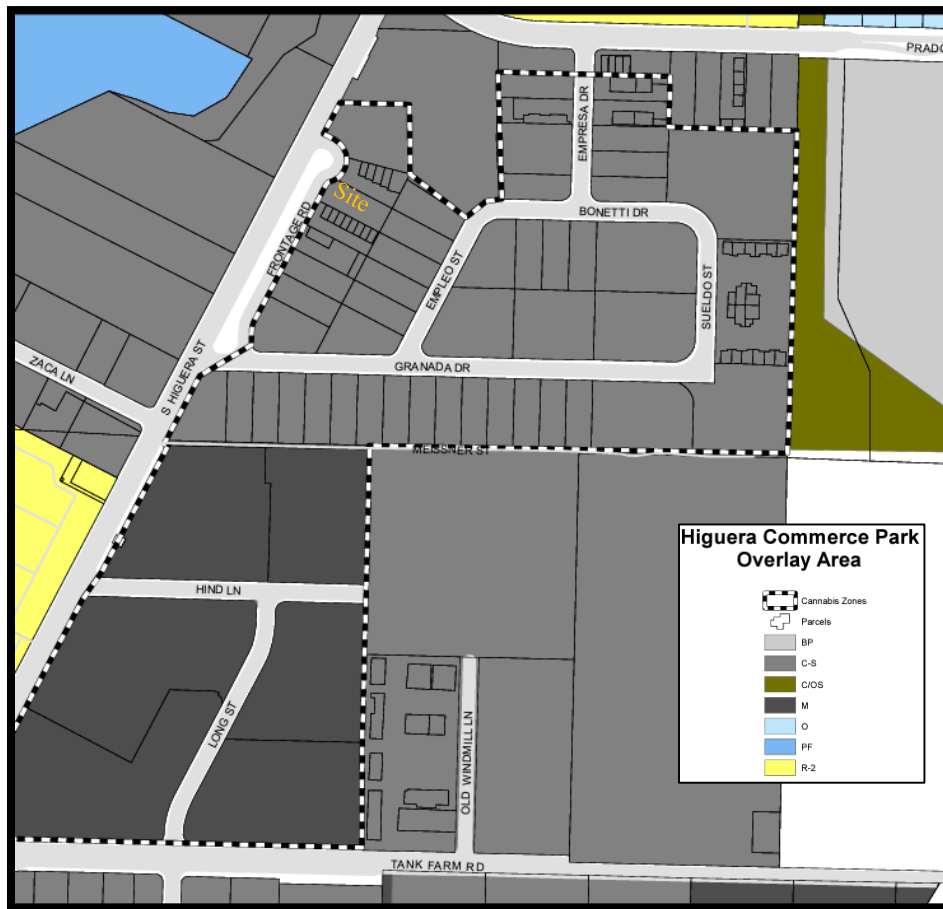 PRADO
EMPRESA DR
Site
BONETTI DR
FRONTAGE RD
EMPLEO ST
SUELDO ST
ZACA LN
S HIGUERA ST
GRANADA DR
MEISSNER ST
Higuera Commerce Park
Overlay Area
Cannabis Zones
Parcels
BP
C-S
C/OS
M
O
PF
R-2
HIND LN
LONG ST
OLD WINDMILL LN
TANK FARM RD